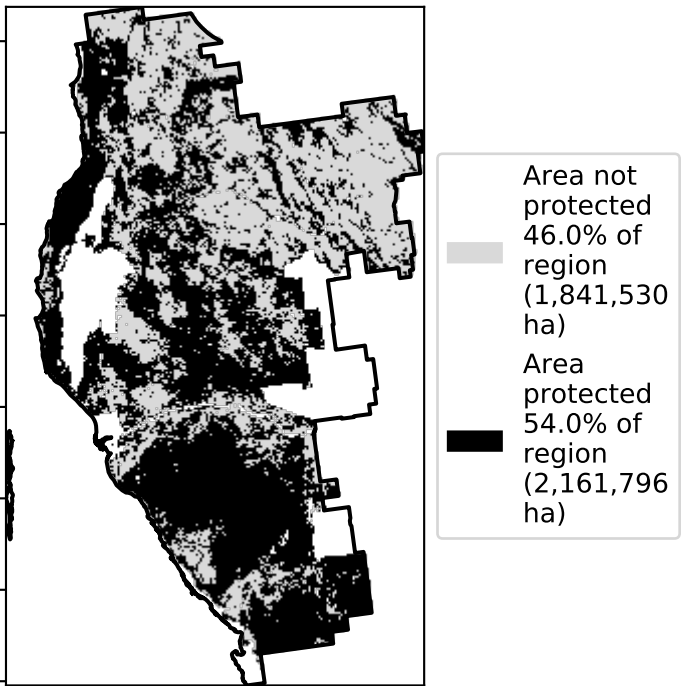 Area not
protected
46.0% of
region
(1,841,530
ha)
Area
protected
54.0% of
region
(2,161,796
ha)